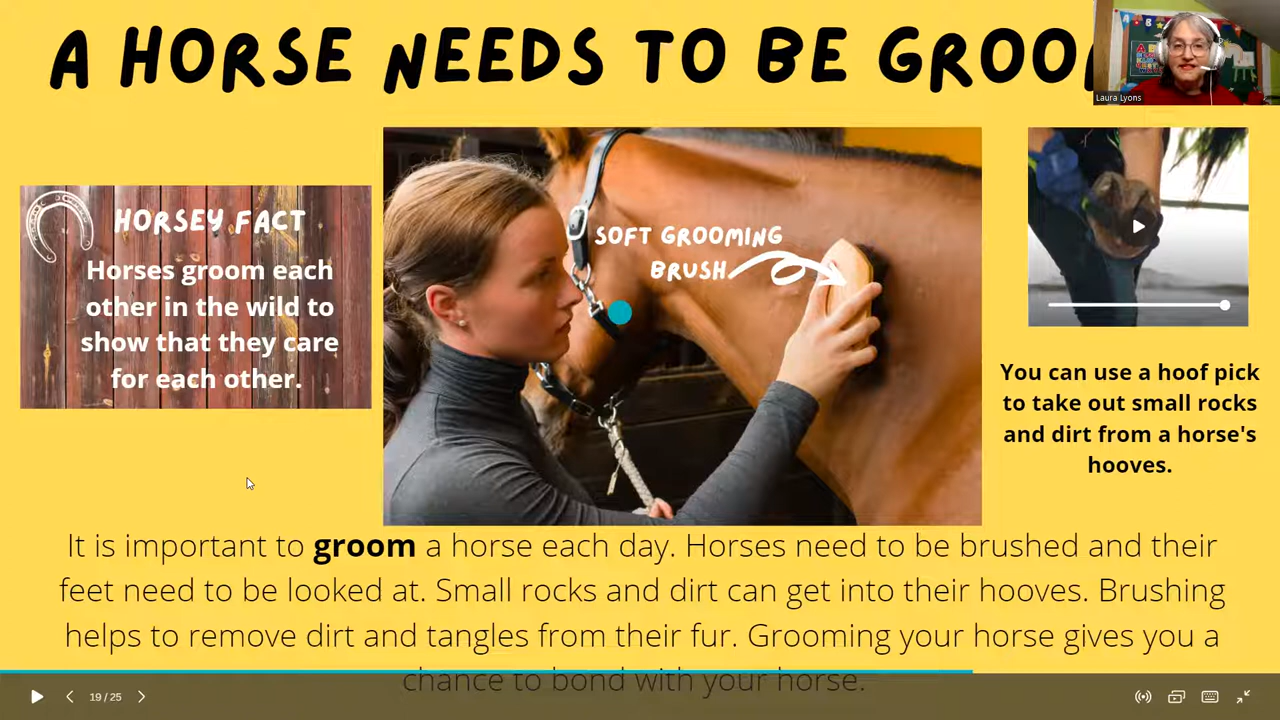 A HORSE NEEDS TO BE GROO
Laura Lyons
HORSEY FACT
Horses groom each
other in the wild to
show that they care
for each other.
SOFT GROOMING
BRUSH
You can use a hoof pick
to take out small rocks
and dirt from a horse's
hooves.
It is important to groom a horse each day. Horses need to be brushed and their
feet need to be looked at. Small rocks and dirt can get into their hooves. Brushing
helps to remove dirt and tangles from their fur. Grooming your horse gives you a
chance to bond with your horse.
19 / 25